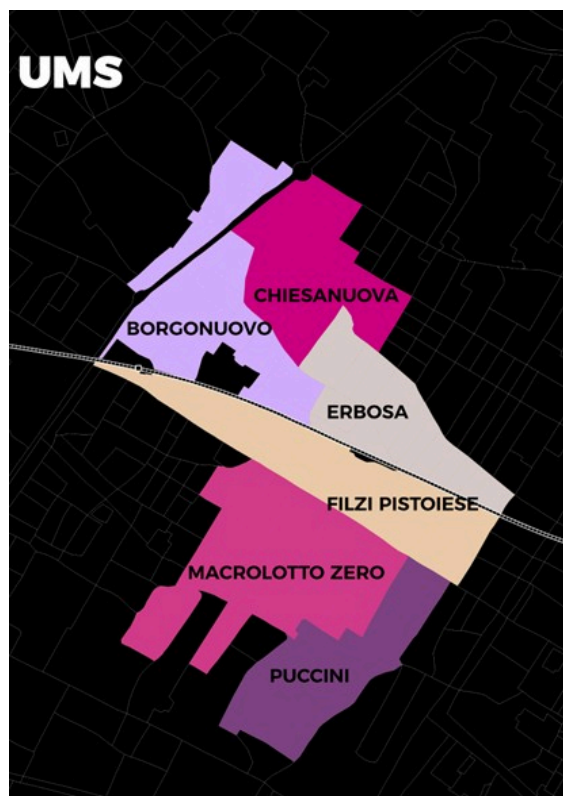 UMS
CHIESANUOVA
BORGONUOVO
ERBOSA
FILZI PISTOIESE
MACROLOTTO ZERO
PUCCINI